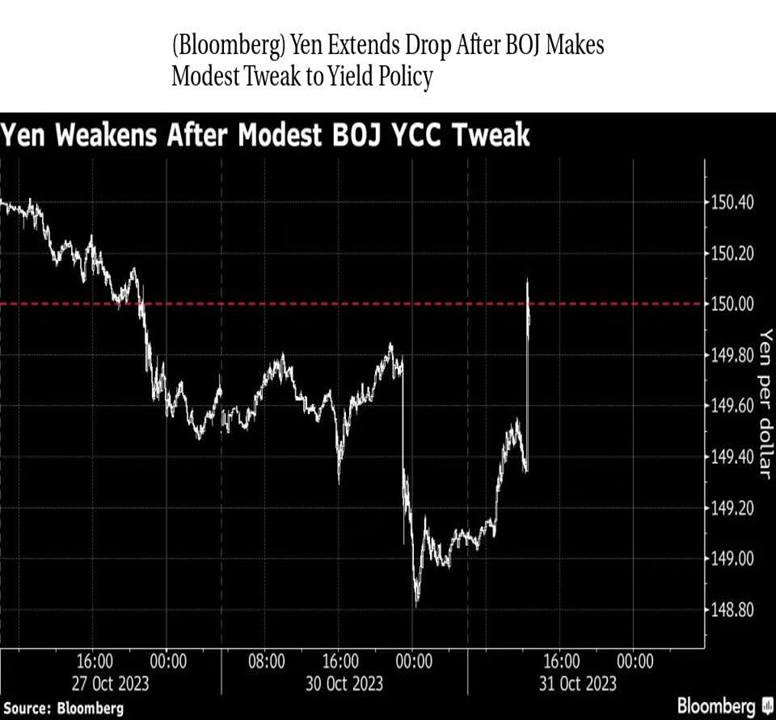 (Bloomberg) Yen Extends Drop After BOJ Makes
Modest Tweak to Yield Policy
Yen Weakens After Modest BOJ YCC Tweak
150.40
150.20
150.00
149.80
149.60
149.40
149.20
149.00
148.80
Yen per dollar
16:00 00:00 08:00 16:00 00:00 16:00 00:00
27 Oct 2023 30 Oct 2023 31 Oct 2023
Source: Bloomberg
Bloomberg